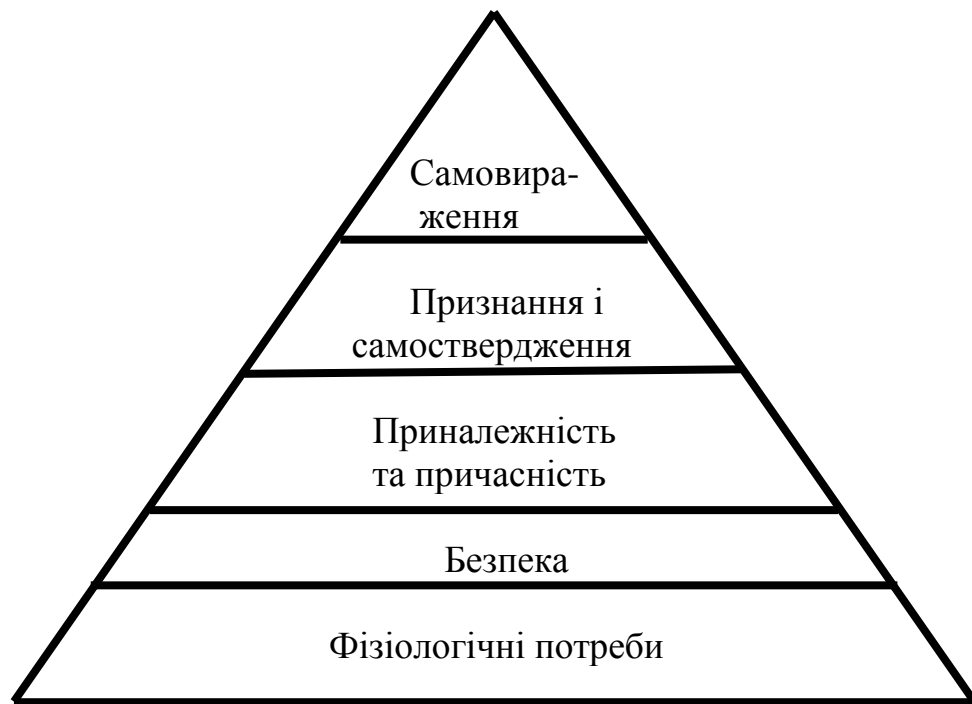 Самовира-
ження
Признання і
самоствердження
Приналежність
та причасність
Безпека
Фізіологічні потреби